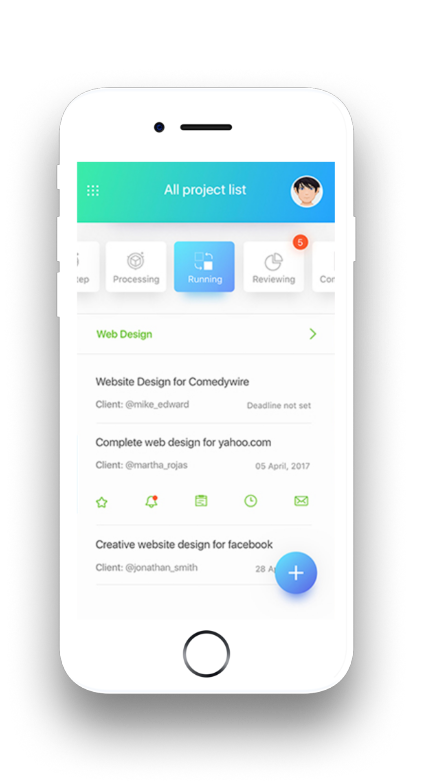 All project list
5
tep Processing Running Reviewing Con
Web Design
Website Design for Comedywire
Client: @mike_edward Deadline not set
Complete web design for yahoo.com
Client: @martha_rojas 05 April, 2017
Creative website design for facebook
Client: @jonathan_smith 28 Ap